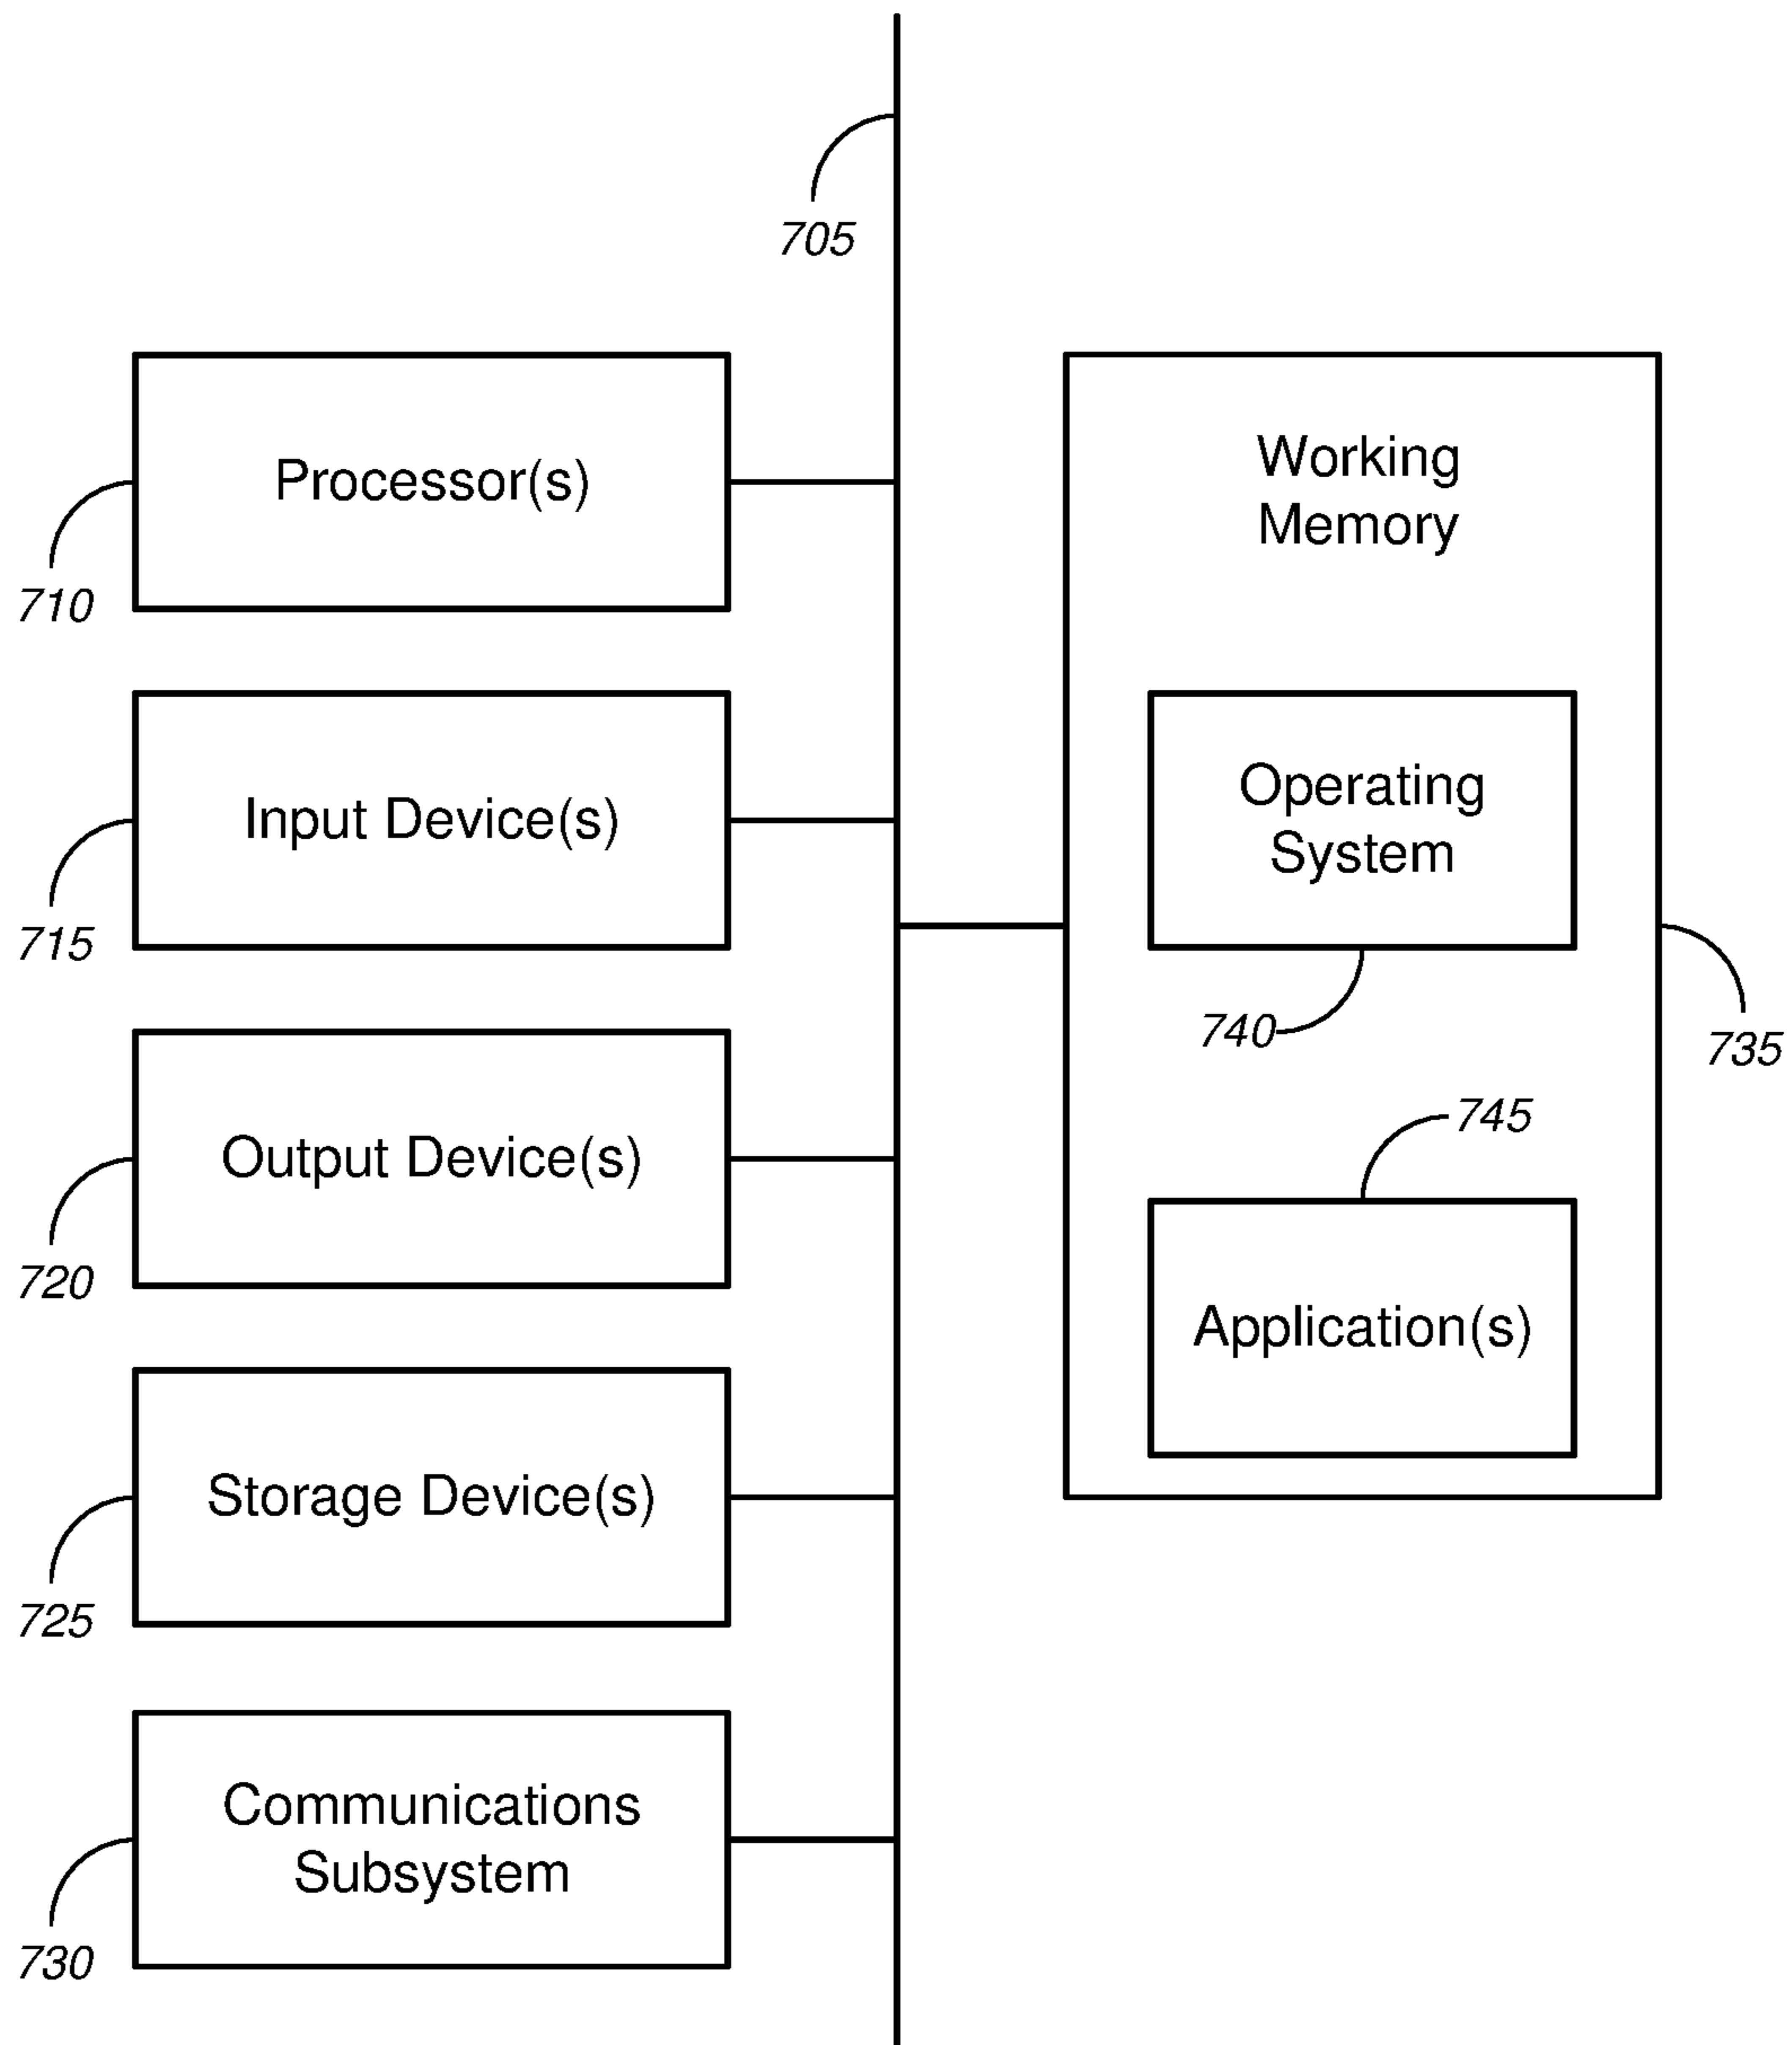 705
Processor(s)
710
Input Device(s)
715
Output Device(s)
720
Storage Device(s)
725
Communications
Subsystem
730
Working
Memory
Operating
System
740
735
745
Application(s)